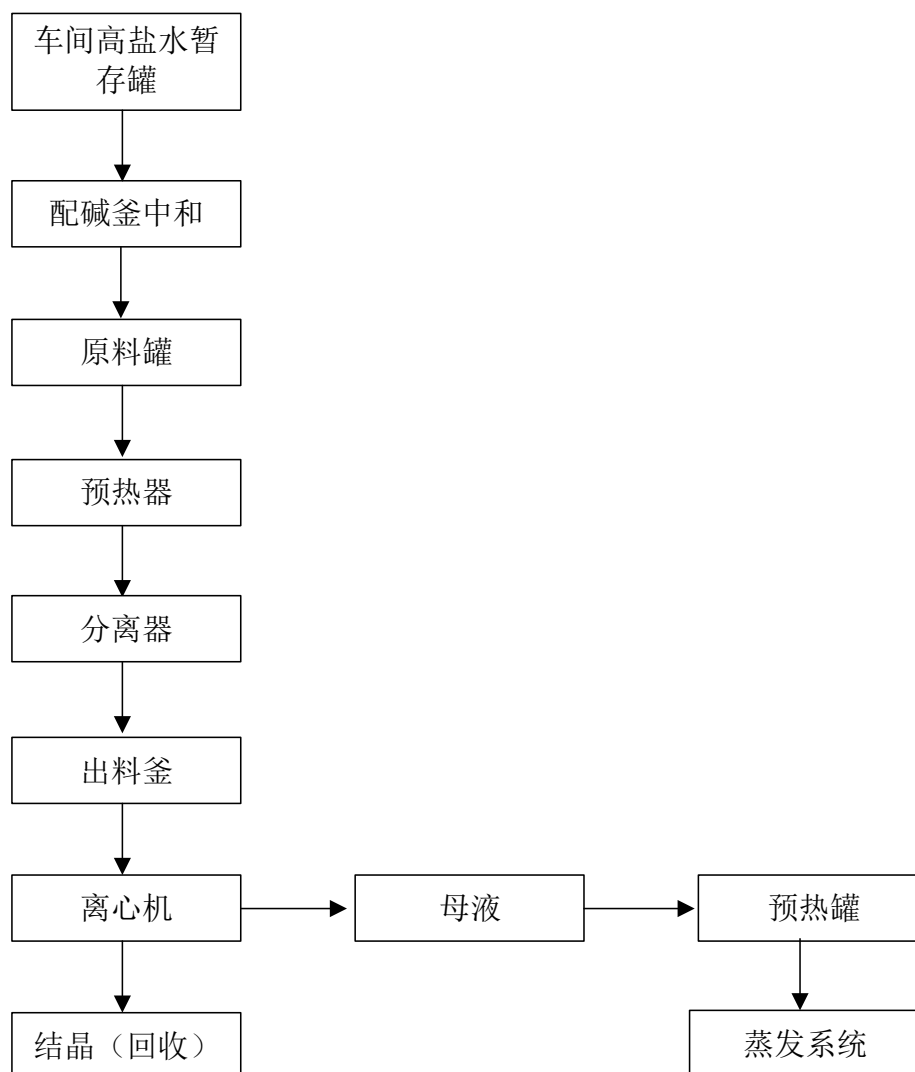 车间高盐水暂
存罐
配碱釜中和
原料罐
预热器
分离器
出料釜
离心机
母液
预热罐
结晶（回收）
蒸发系统